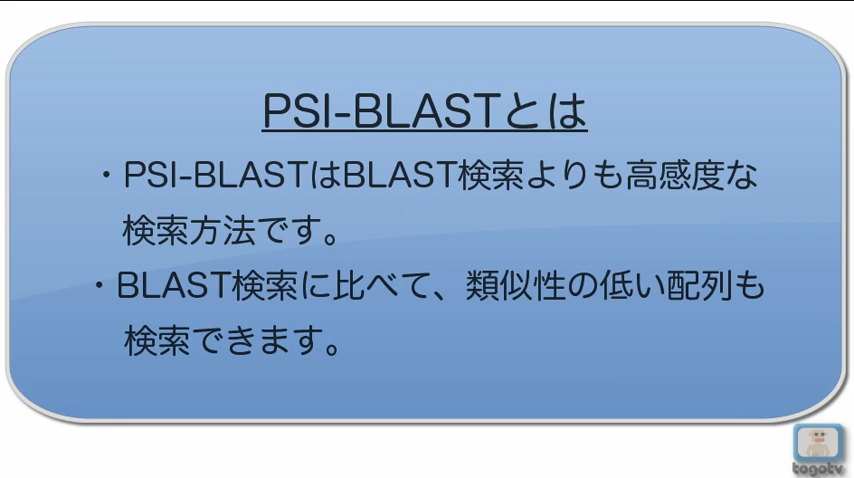 PSI-BLASTとは
・PSI-BLASTはBLAST検索よりも高感度な
検索方法です。
・BLAST検索に比べて、類似性の低い配列も
検索できます。
togotv